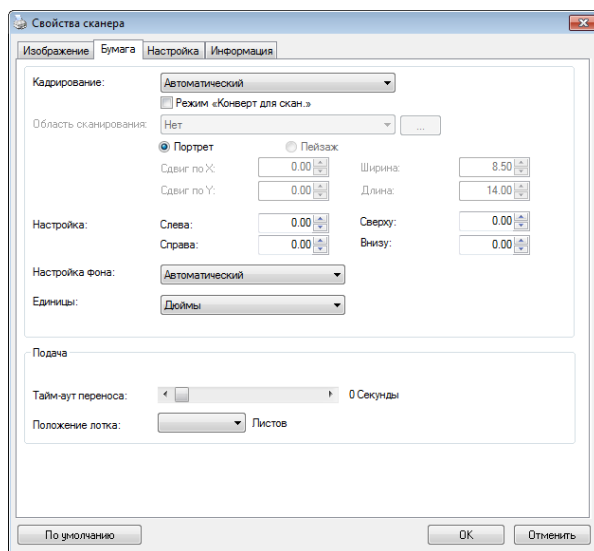 Свойства сканера
Изображение Бумага Настройка Информация
Кадрирование: Автоматический
Режим «Конверт для скан.»
Область сканирования: Нет ...
Портрет Пейзаж
Сдвиг по X: 0.00 Ширина: 8.50
Сдвиг по Y: 0.00 Длина: 14.00
Настройка: Слева: 0.00 Сверху: 0.00
Справа: 0.00 Внизу: 0.00
Настройка фона: Автоматический
Единицы: Дюймы
Подача
Тайм-аут переноса: 0 Секунды
Положение лотка: Листов
По умолчанию OK Отменить